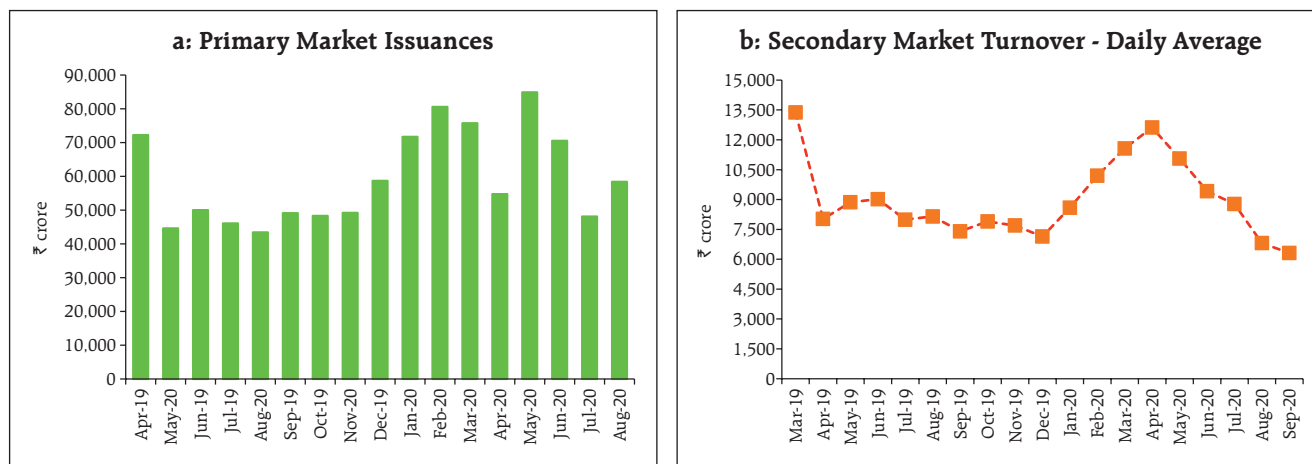 a: Primary Market Issuances
₹ crore
90,000
80,000
70,000
60,000
50,000
40,000
30,000
20,000
10,000
0
Apr-19
May-20
Jun-19
Jul-19
Aug-20
Sep-19
Oct-19
Nov-20
Dec-19
Jan-20
Feb-20
Mar-20
Apr-20
May-20
Jun-20
Jul-20
Aug-20
b: Secondary Market Turnover - Daily Average
₹ crore
15,000
13,500
12,000
10,500
9,000
7,500
6,000
4,500
3,000
1,500
0
Mar-19
Apr-19
May-19
Jun-19
Jul-19
Aug-19
Sep-19
Oct-19
Nov-19
Dec-19
Jan-20
Feb-20
Mar-20
Apr-20
May-20
Jun-20
Jul-20
Aug-20
Sep-20